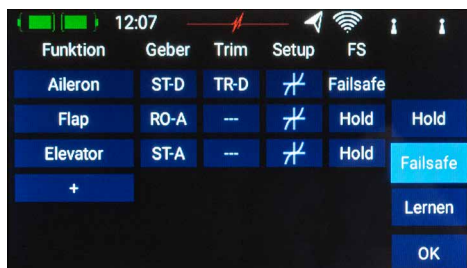 12:07
Funktion Geber Trim Setup FS
Aileron ST-D TR-D Failsafe
Flap RO-A --- Hold Hold
Elevator ST-A --- Hold Failsafe
+ Lernen
OK